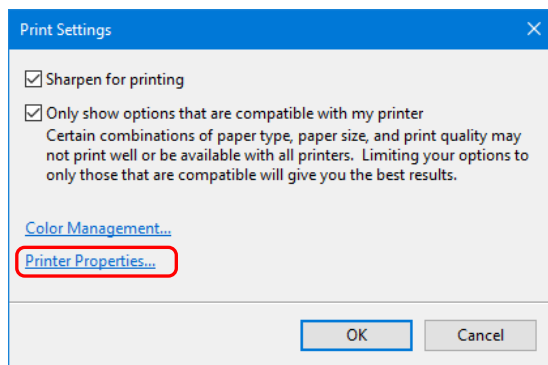 Print Settings
Sharpen for printing
Only show options that are compatible with my printer
Certain combinations of paper type, paper size, and print quality may
not print well or be available with all printers.  Limiting your options to
only those that are compatible will give you the best results.
Color Management...
Printer Properties...
OK
Cancel